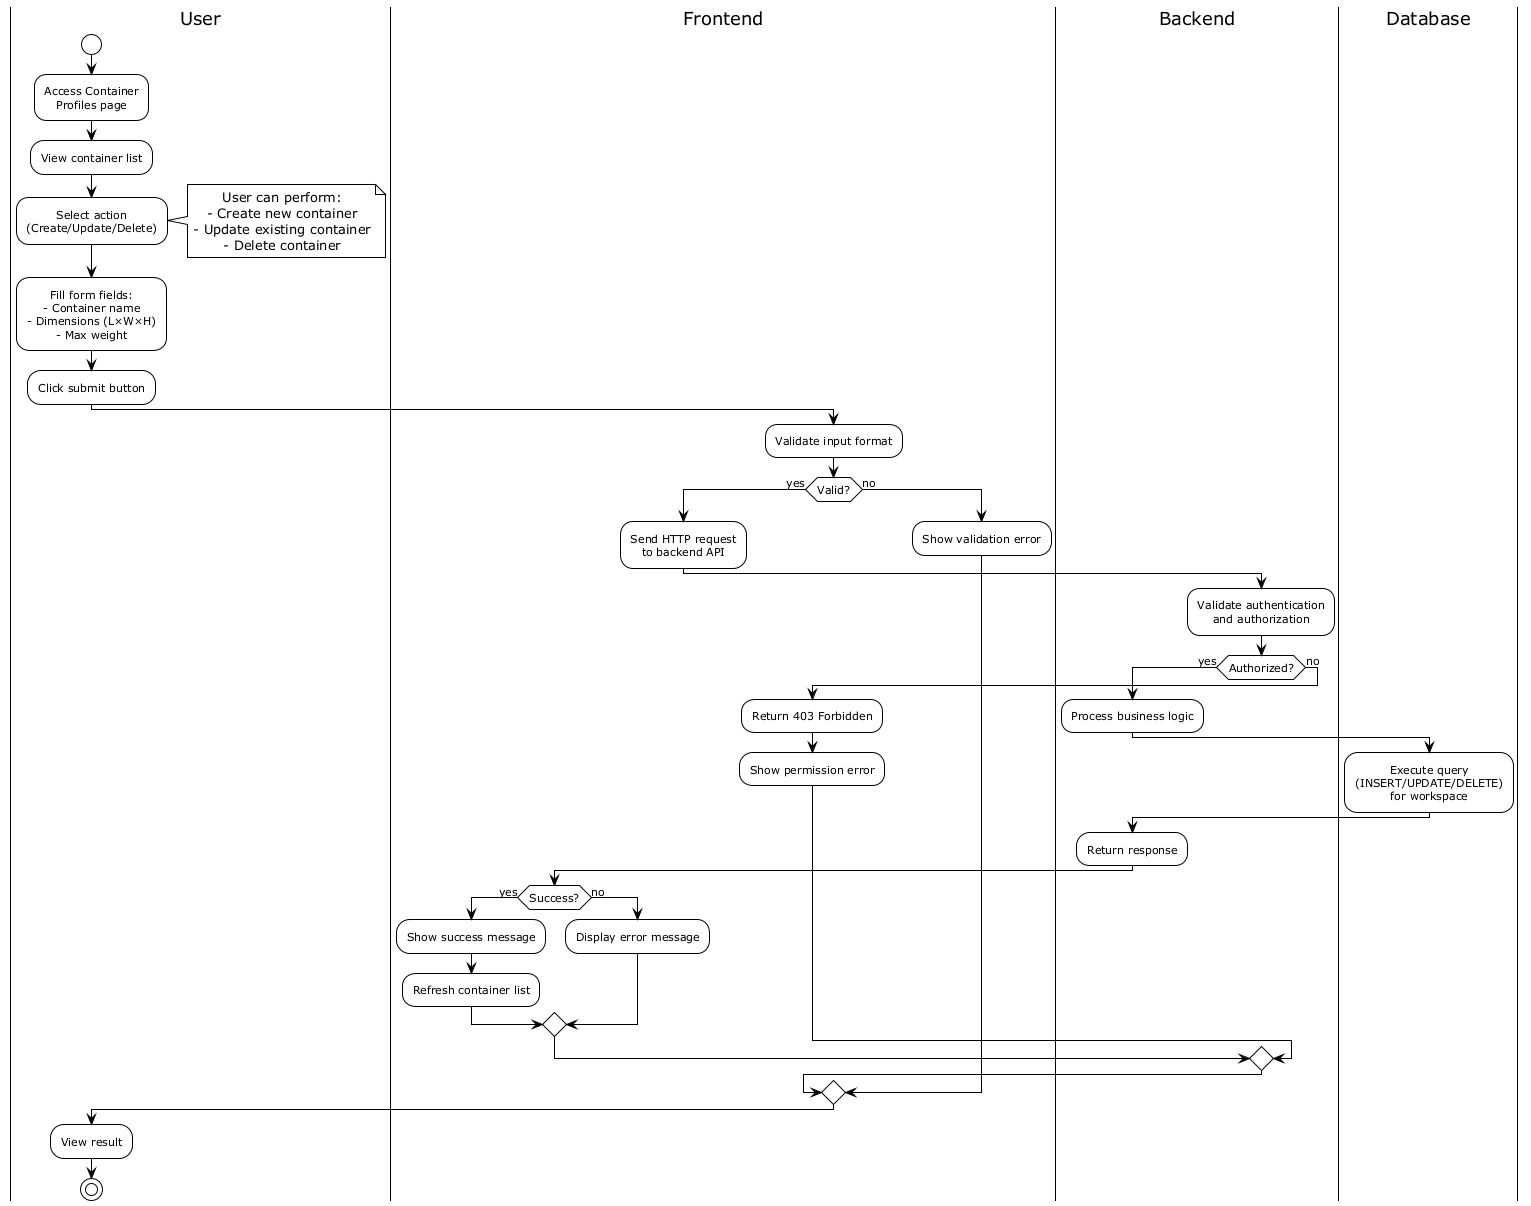 User
Frontend
Backend
Database
Access Container
Profiles page
View container list
Select action
(Create/Update/Delete)
User can perform:
- Create new container
- Update existing container
- Delete container
Fill form fields:
- Container name
- Dimensions (L×W×H)
- Max weight
Click submit button
Validate input format
yes
Valid?
no
Send HTTP request
to backend API
Show validation error
Validate authentication
and authorization
yes
Authorized?
no
Return 403 Forbidden
Process business logic
Show permission error
Execute query
(INSERT/UPDATE/DELETE)
for workspace
Return response
yes
Success?
no
Show success message
Display error message
Refresh container list
View result